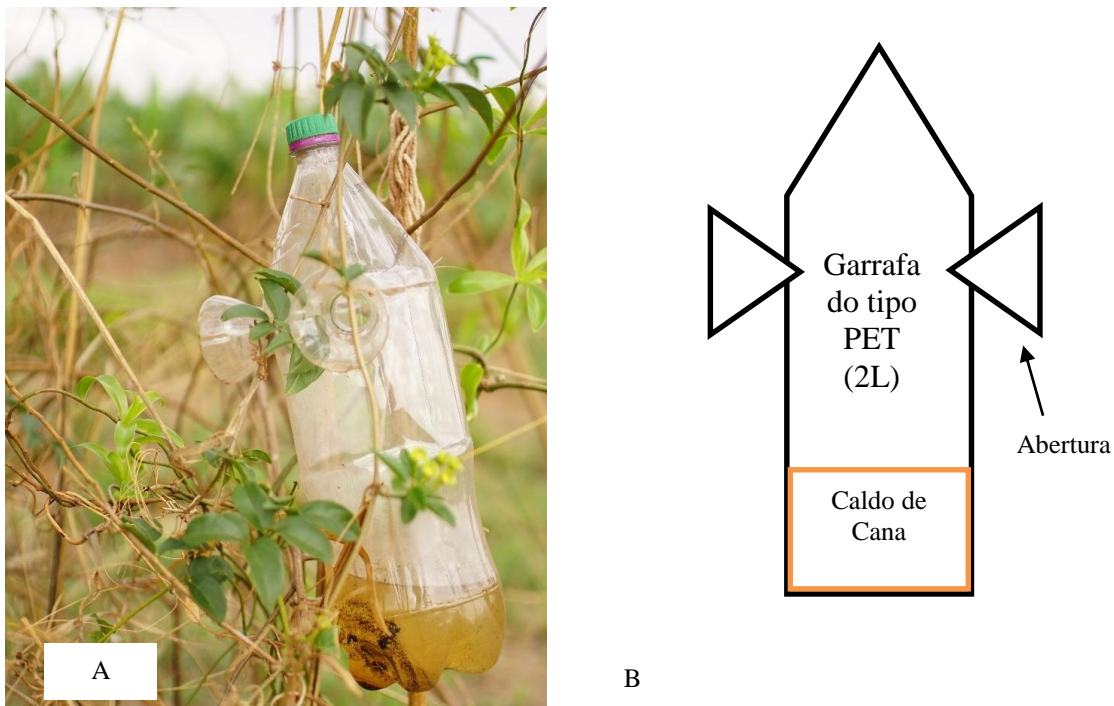 A
Garrafa
do tipo
PET
(2L)
Abertura
Caldo de
Cana
B